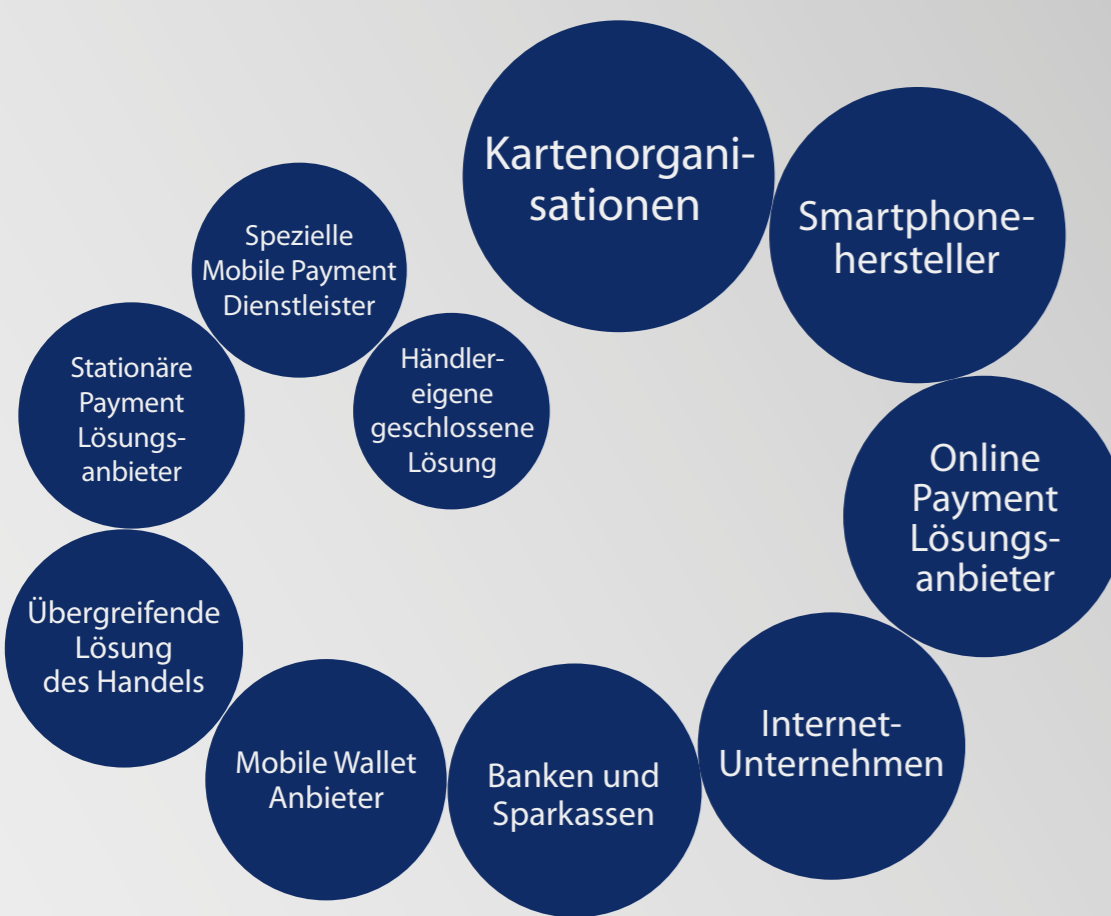 Kartenorgani-
sationen
Smartphone-
hersteller
Online
Payment
Lösungs-
anbieter
Internet-
Unternehmen
Banken und
Sparkassen
Mobile Wallet
Anbieter
Übergreifende
Lösung
des Handels
Stationäre
Payment
Lösungs-
anbieter
Spezielle
Mobile Payment
Dienstleister
Händler-
eigene
geschlossene
Lösung